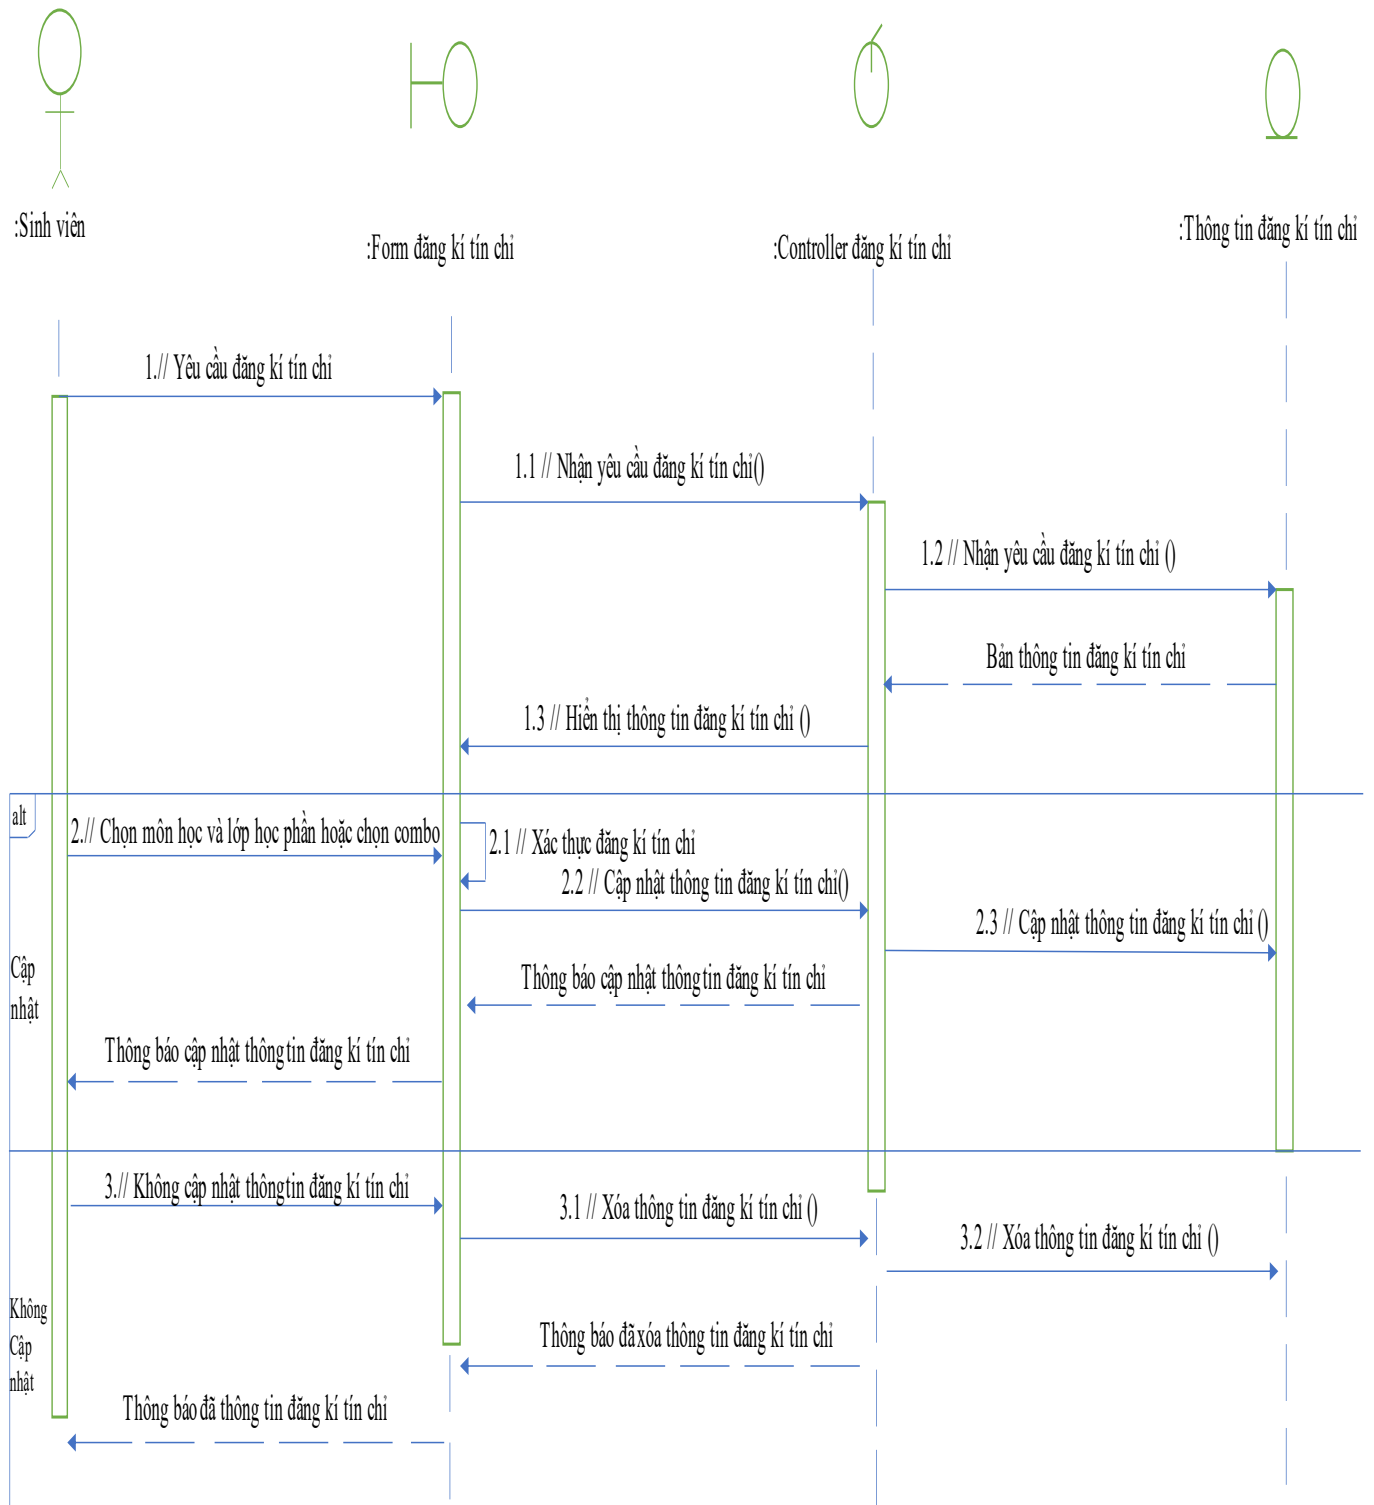 :Sinh viên
:Form đăng kí tín chỉ
:Controller đăng kí tín chỉ
:Thông tin đăng kí tín chỉ
1.// Yêu cầu đăng kí tín chỉ
1.1 // Nhận yêu cầu đăng kí tín chỉ()
1.2 // Nhận yêu cầu đăng kí tín chỉ ()
Bản thông tin đăng kí tín chỉ
1.3 // Hiển thị thông tin đăng kí tín chỉ ()
alt
2.// Chọn môn học và lớp học phần hoặc chọn combo
2.1 // Xác thực đăng kí tín chỉ
2.2 // Cập nhật thông tin đăng kí tín chỉ()
2.3 // Cập nhật thông tin đăng kí tín chỉ ()
Cập
nhật
Thông báo cập nhật thông tin đăng kí tín chỉ
Thông báo cập nhật thông tin đăng kí tín chỉ
3.// Không cập nhật thông tin đăng kí tín chỉ
3.1 // Xóa thông tin đăng kí tín chỉ ()
3.2 // Xóa thông tin đăng kí tín chỉ ()
Không
Cập
nhật
Thông báo đã xóa thông tin đăng kí tín chỉ
Thông báo đã thông tin đăng kí tín chỉ